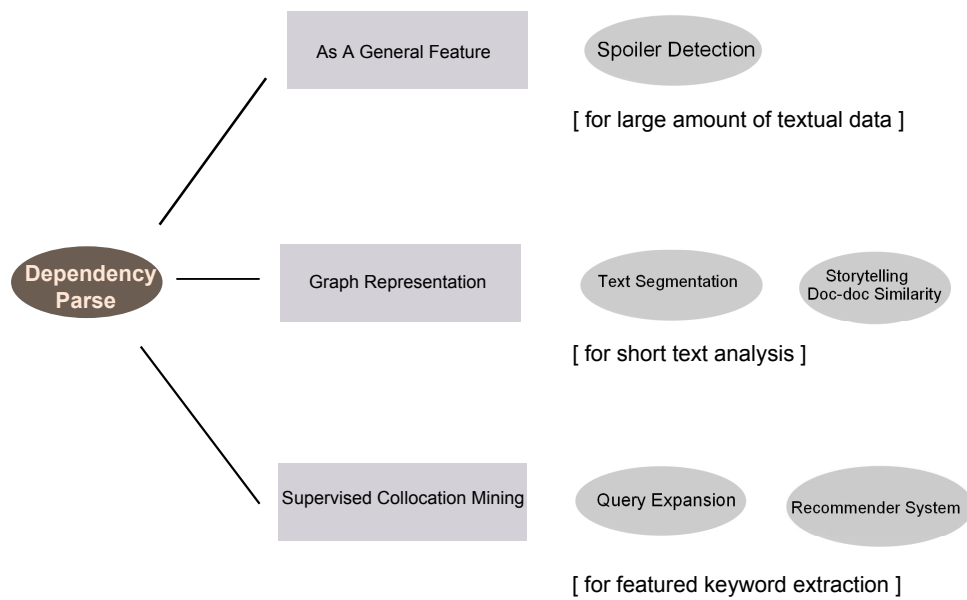 As A General Feature
Spoiler Detection
[ for large amount of textual data ]
Dependency
Parse
Graph Representation
Text Segmentation
Storytelling
Doc-doc Similarity
[ for short text analysis ]
Supervised Collocation Mining
Query Expansion
Recommender System
[ for featured keyword extraction ]